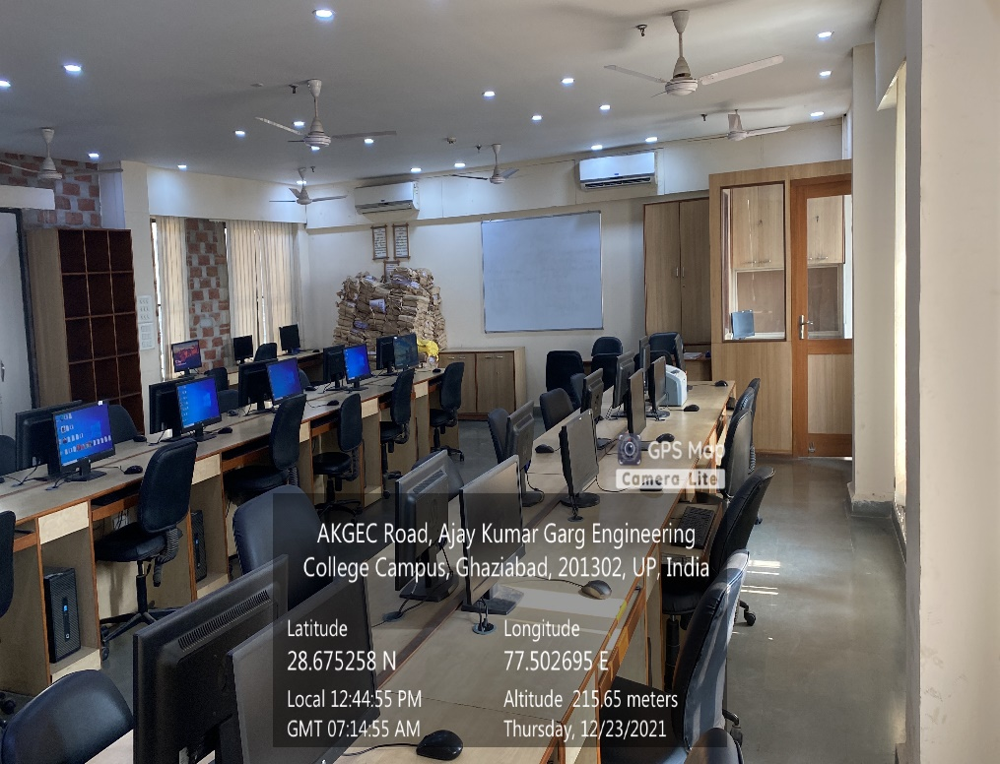 GPS Map
Camera Lite
AKGEC Road, Ajay Kumar Garg Engineering
College Campus, Ghaziabad, 201302, UP, India
Latitude
28.675258 N
Longitude
77.502695 E
Local 12:44:55 PM
GMT 07:14:55 AM
Altitude 215.65 meters
Thursday, 12/23/2021